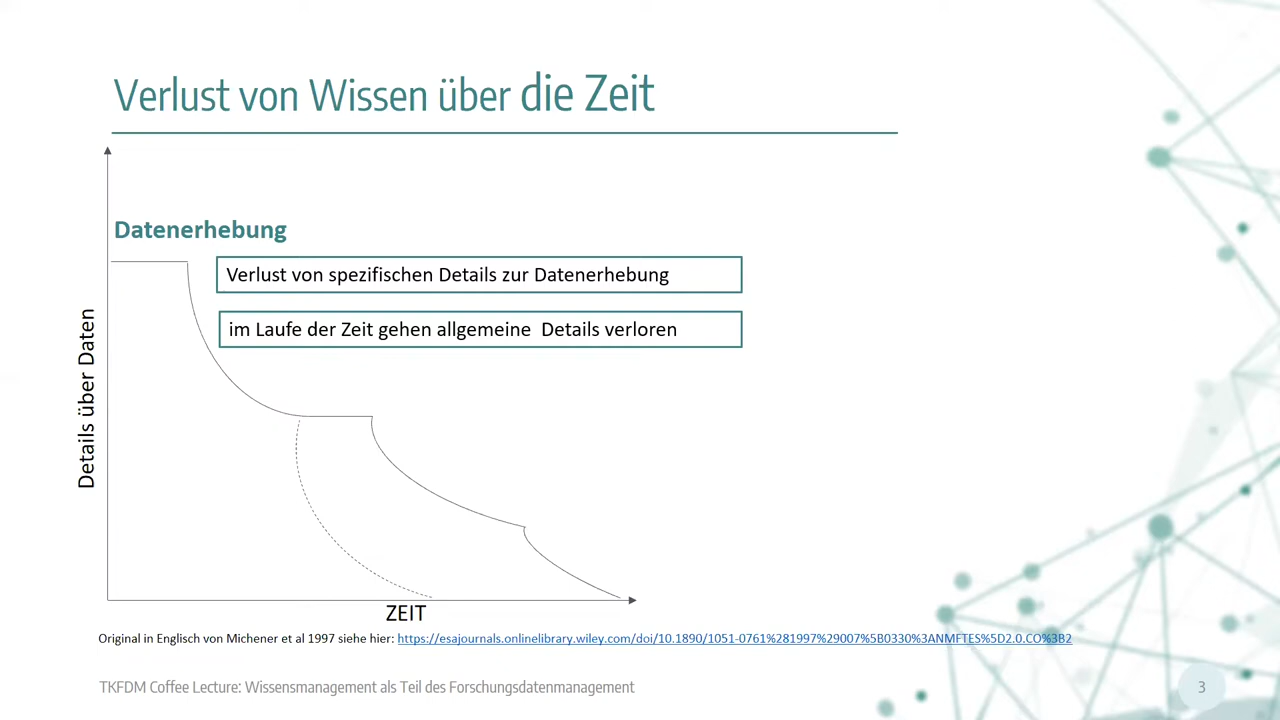 Verlust von Wissen über die Zeit
Datenerhebung
Verlust von spezifischen Details zur Datenerhebung
im Laufe der Zeit gehen allgemeine  Details verloren
Details über Daten
ZEIT
Original in Englisch von Michener et al 1997 siehe hier: https://esajournals.onlinelibrary.wiley.com/doi/10.1890/1051-0761%281997%29007%5B0330%3ANMFTES%5D2.0.CO%3B2
TKFDM Coffee Lecture: Wissensmanagement als Teil des Forschungsdatenmanagement
3